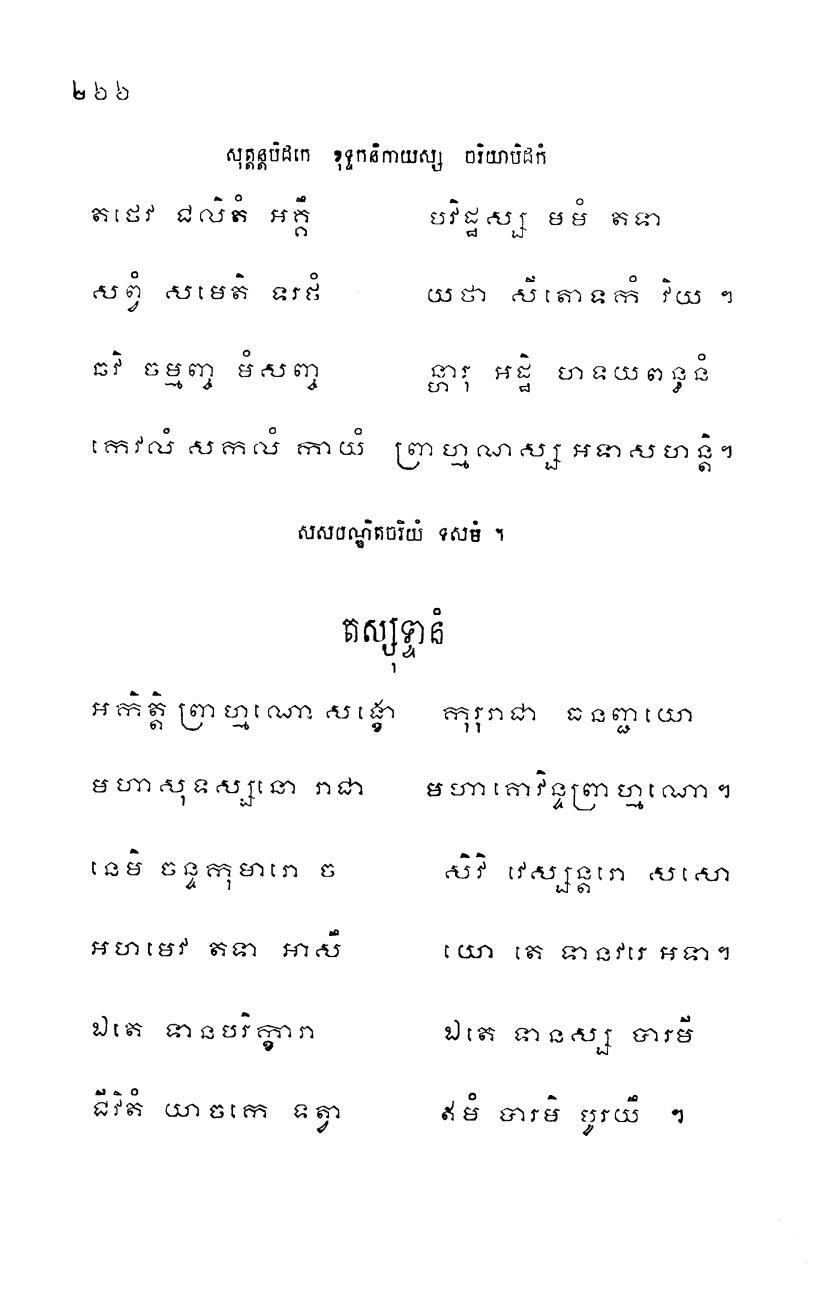 ២៦៦
សុត្តន្តបិដកេ ខុទ្ទកនិកាយស្ស ចរិយាបិដកំ
តថេវ ជលិតំ អគ្គឹ បវិដ្ឋស្ស មមំ តទា
សព្វំ សមេតិ ទរថំ យថា សីតោទកំ វិយ ។
ឆវិ ចម្មញ្ច មំសញ្ច ន្ហារុ អដ្ឋិ ហទយពន្ធនំ
កេវលំ សកលំ កាយំ ព្រាហ្មណស្ស អទាសហន្តិ។
សសបណ្ឌិតចរិយំ ទសមំ ។
តស្សុទ្ទានំ
អកិត្តិ ព្រាហ្មណោ សង្ខោ កុរុរាជា ធនញ្ជយោ
មហាសុទស្សនោ រាជា មហាគោវិន្ទព្រាហ្មណោ។
នេមិ ចន្ទកុមារោ ច សិវិ វេស្សន្តរោ សសោ
អហមេវ តទា អាសឹ យោ តេ ទានវរេ អទា។
ឯតេ ទានបរិក្ខារា ឯតេ ទានស្ស បារមី
ជីវិតំ យាចកេ ទត្វា ឥមំ បារមិ បូរយឹ ។